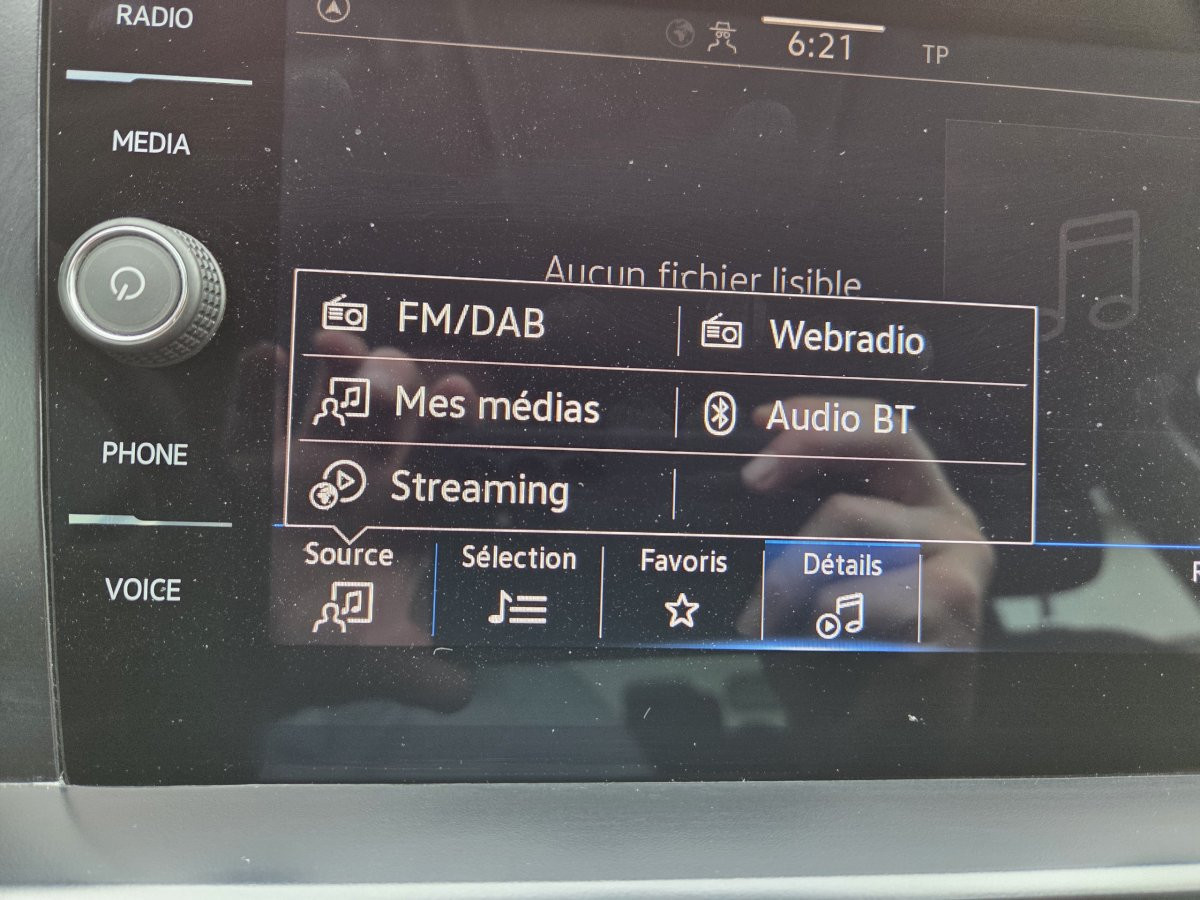 RADIO
6:21
TP
MEDIA
Aucun fichier lisible
FM/DAB
Webradio
Mes médias
Audio BT
PHONE
Streaming
Source
Sélection
Favoris
Détails
VOICE